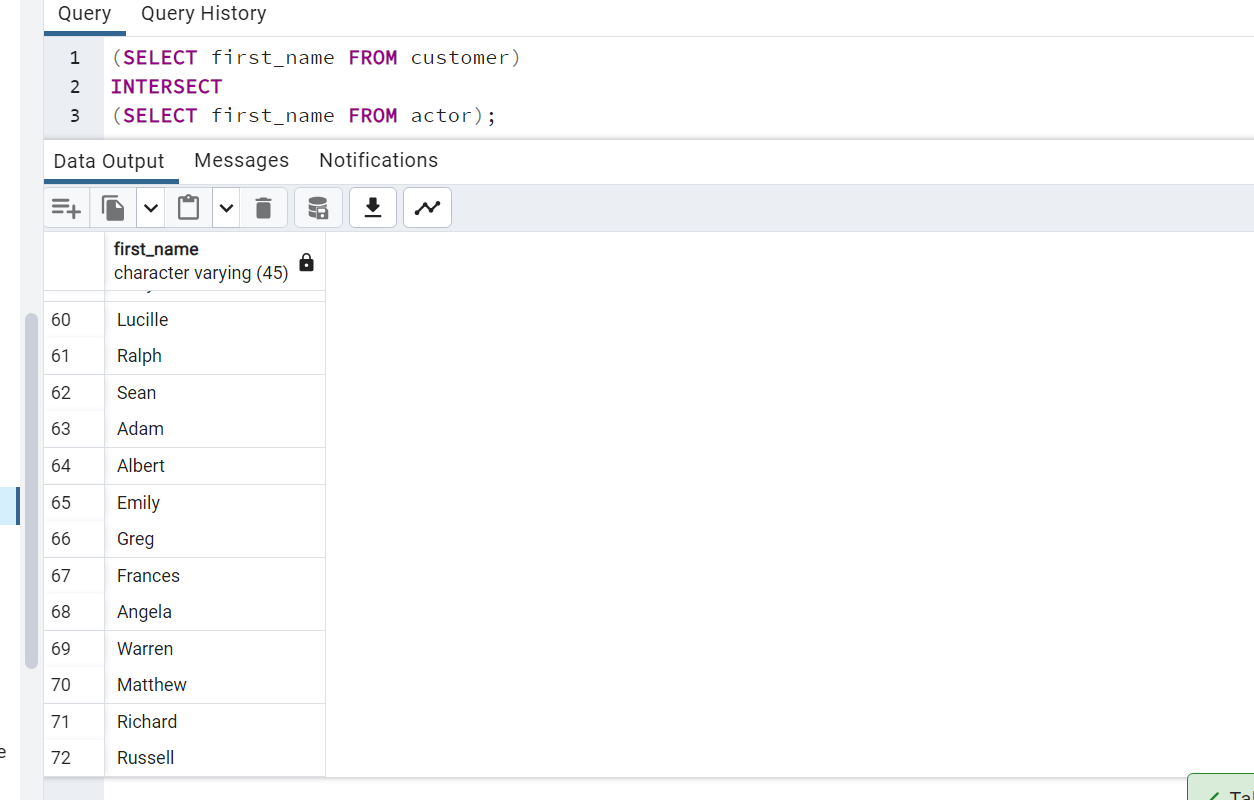 Query Query History
1 (SELECT first_name FROM customer)
2 INTERSECT
3 (SELECT first_name FROM actor);
Data Output Messages Notifications
first_name
character varying (45)
60 Lucille
61 Ralph
62 Sean
63 Adam
64 Albert
65 Emily
66 Greg
67 Frances
68 Angela
69 Warren
70 Matthew
71 Richard
72 Russell